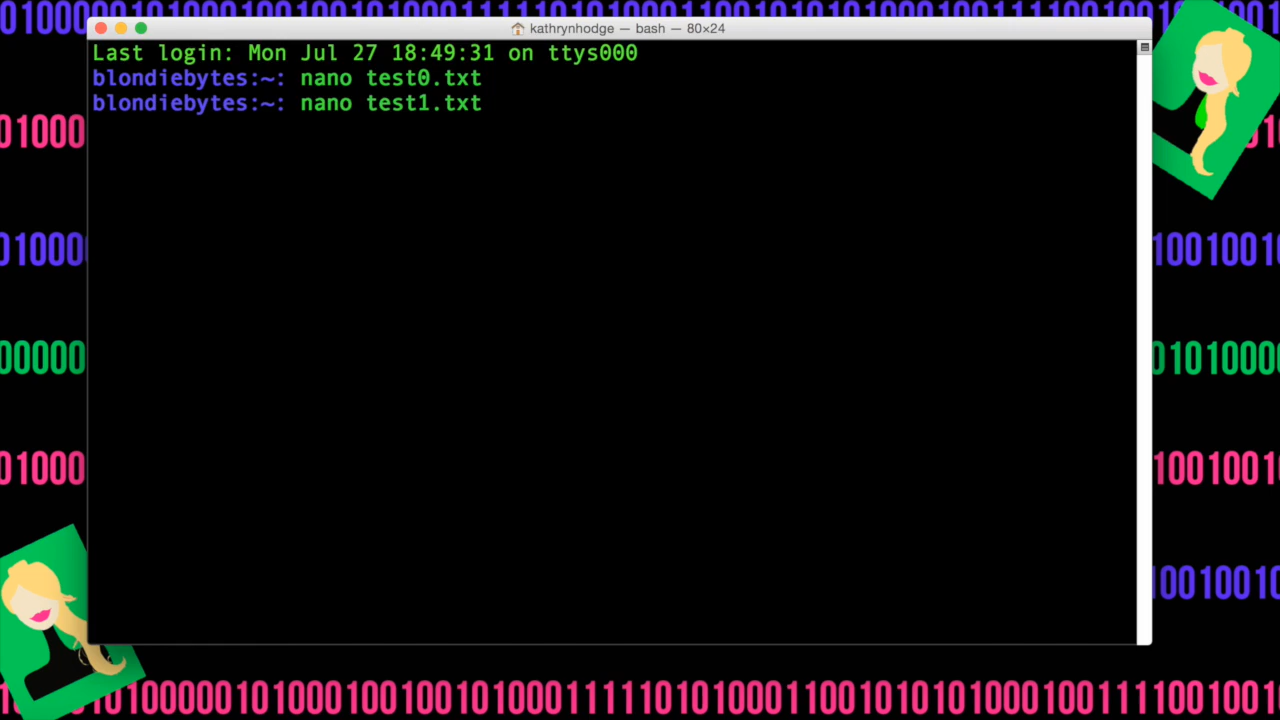 kathrynhodge — bash — 80×24
Last login: Mon Jul 27 18:49:31 on ttys000
blondiebytes:~: nano test0.txt
blondiebytes:~: nano test1.txt